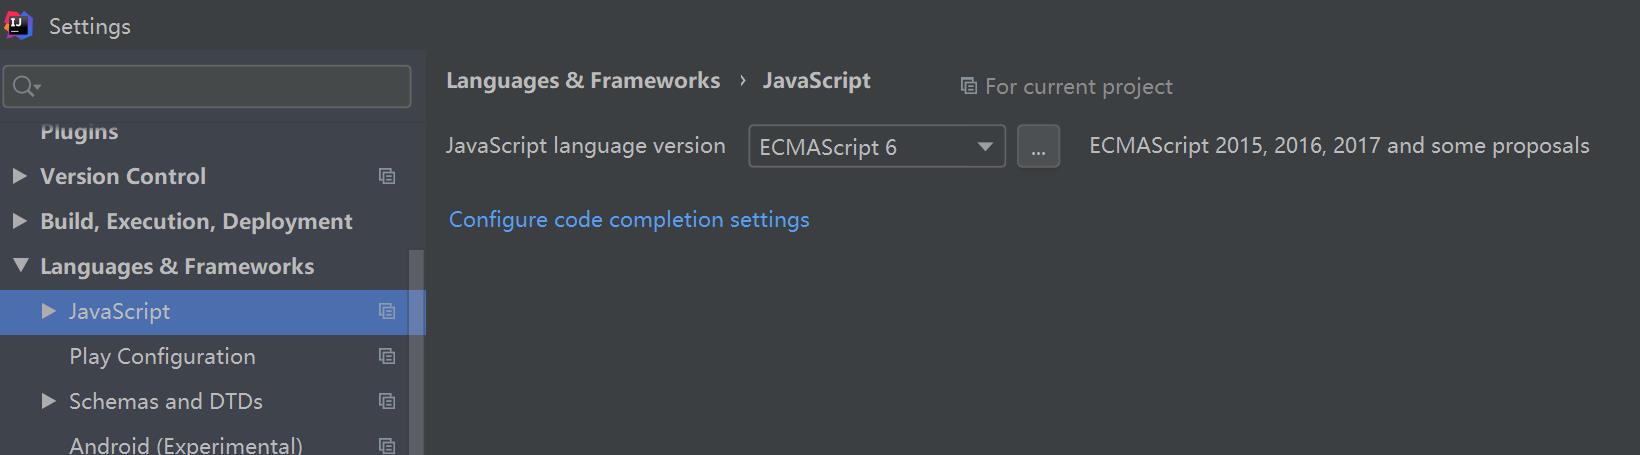 Settings
Languages & Frameworks › JavaScript
For current project
Plugins
Version Control
Build, Execution, Deployment
Languages & Frameworks
JavaScript
Play Configuration
Schemas and DTDs
Android (Experimental)
JavaScript language version
ECMAScript 6
...
ECMAScript 2015, 2016, 2017 and some proposals
Configure code completion settings